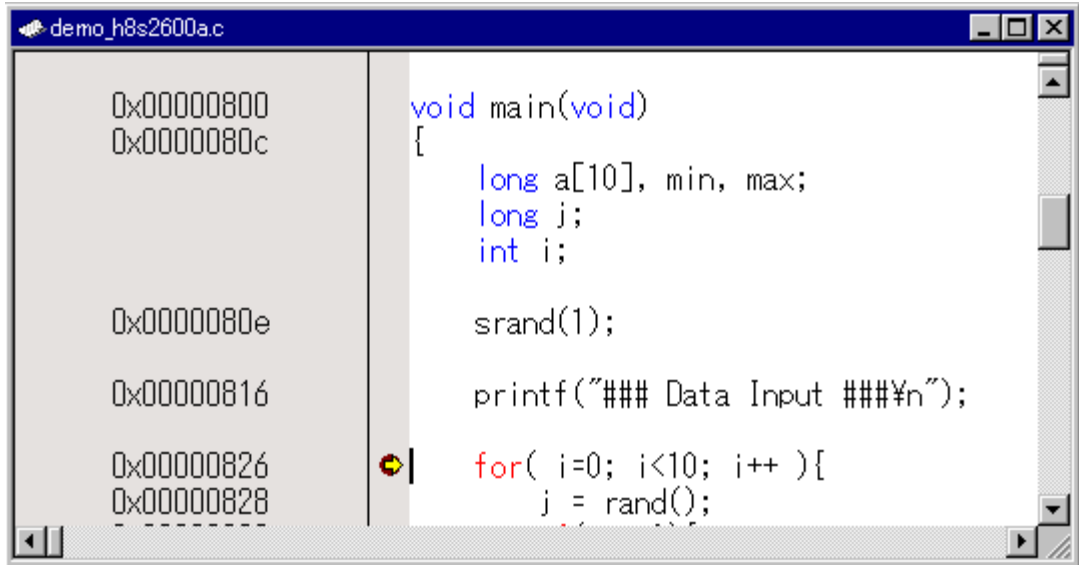 demo_h8s2600a.c
0x00000800 void main(void)
0x0000080c {
long a[10], min, max;
long j;
int i;
0x0000080e srand(1);
0x00000816 printf("### Data Input ###¥n");
0x00000826 for( i=0; i<10; i++ ){
0x00000828 j = rand();